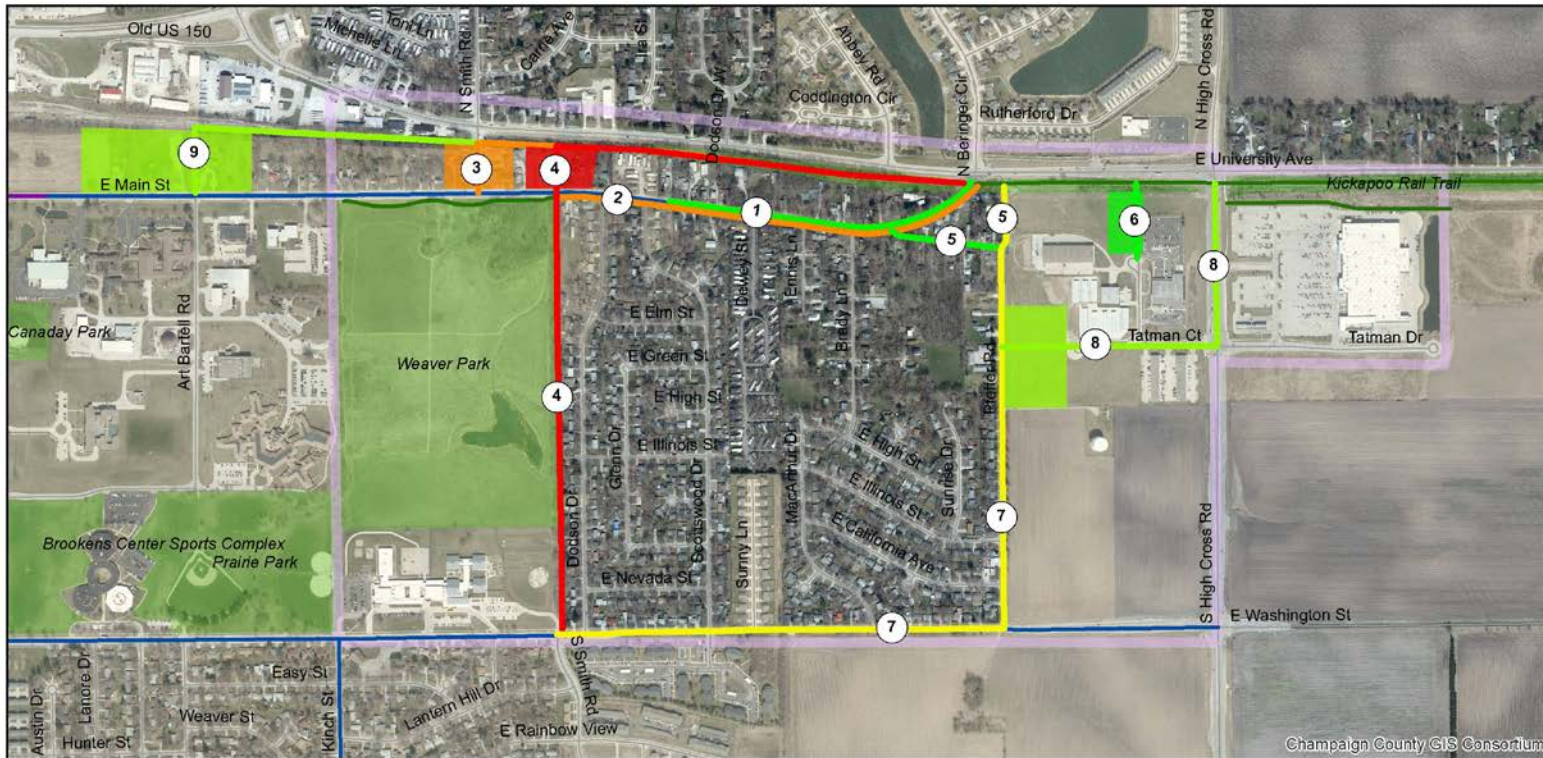 Old US 150
Toni Ln
Michelle Ln
Carrie Ave
Ira St
N Smith Rd
Dodson Dr W
Abbey Rd
Coddington Cir
N Beringer Cir
Rutherford Dr
N High Cross Rd
E University Ave
Kickapoo Rail Trail
E Main St
9
3
4
2
1
5
5
6
8
Canaday Park
Art Bartell Rd
Weaver Park
Dewey St
Ennis Ln
Brady Ln
E Elm St
E Green St
E High St
E Illinois St
4
Glenn Dr
Dodson Dr
Scottswood Dr
Sunny Ln
MacArthur Dr
E High St
E Illinois St
E California Ave
Sunrise Dr
Pfeffer Rd
8
Tatman Ct
Tatman Dr
7
S High Cross Rd
Brookens Center Sports Complex
Prairie Park
E Nevada St
7
E Washington St
Austin Dr
Lanore Dr
Easy St
Weaver St
Hunter St
Kinch St
Lantern Hill Dr
S Smith Rd
E Rainbow View
Champaign County GIS Consortium